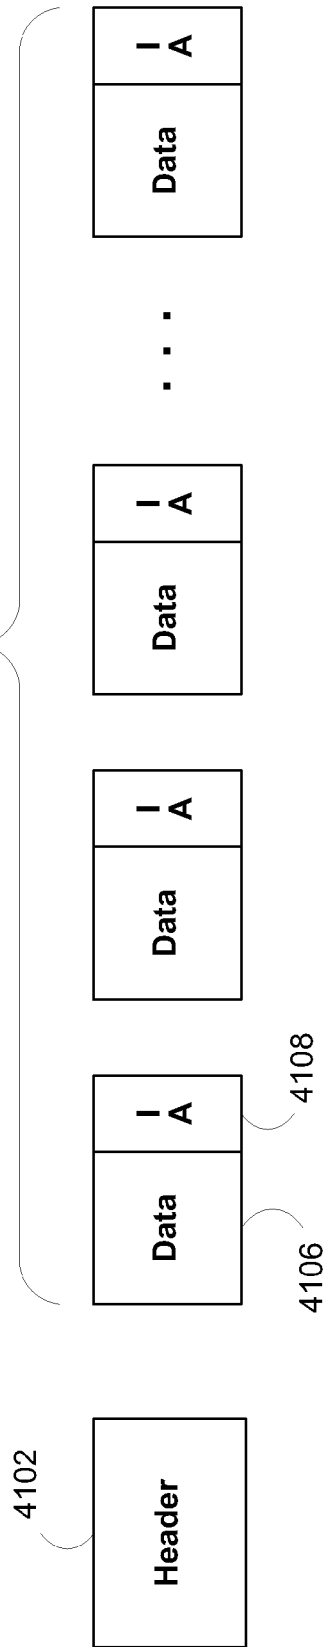 4102
Header
Data
I
A
4106
4108
Data
I
A
Data
I
A
. . .
Data
I
A